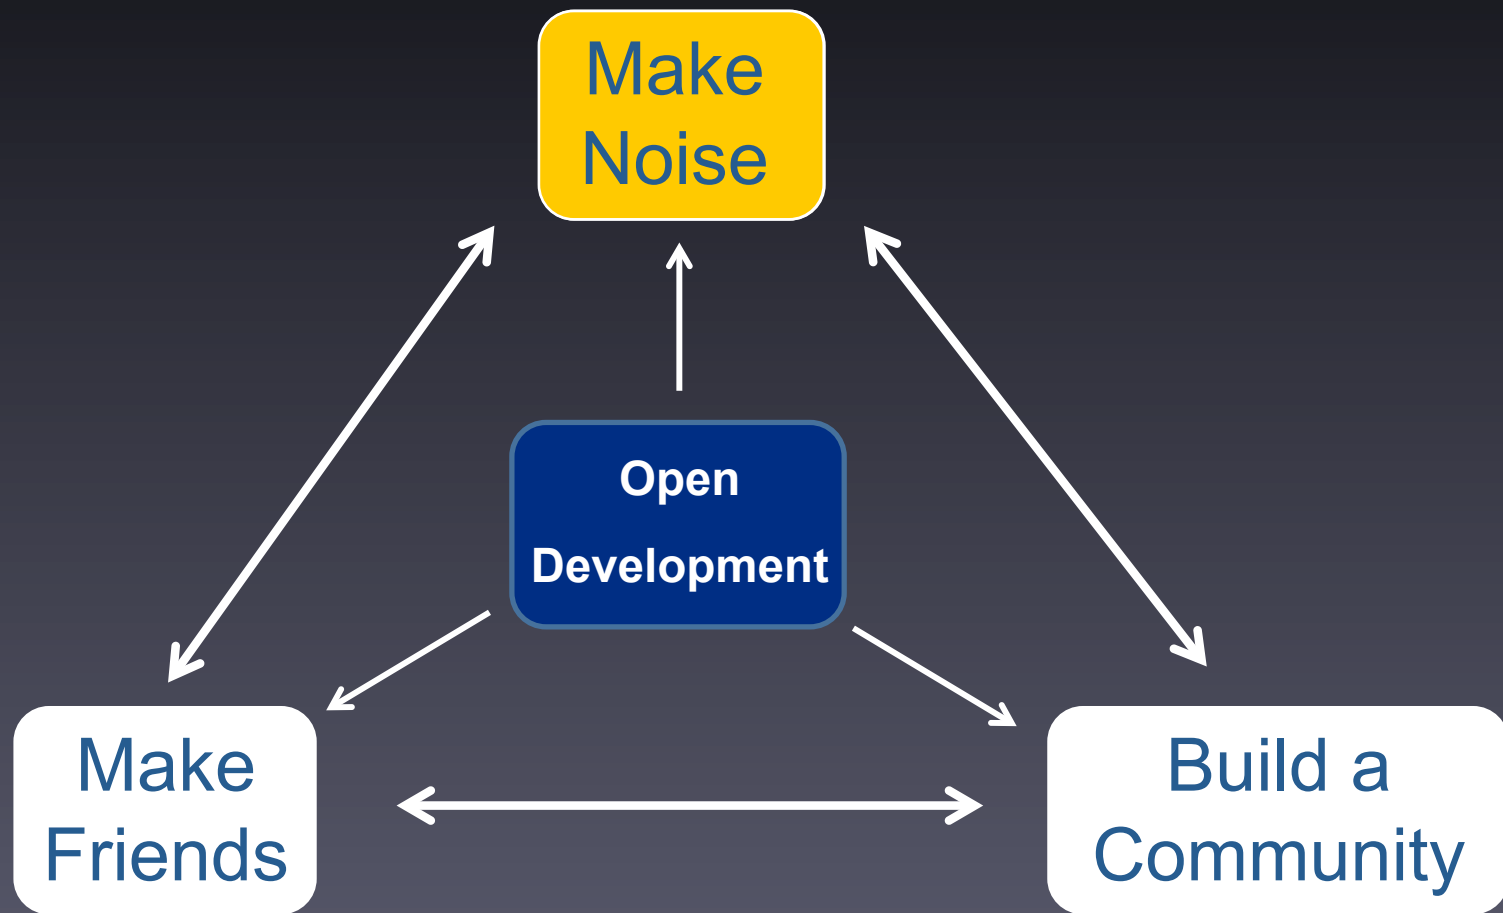 Make
Noise
Open
Development
Make
Friends
Build a
Community